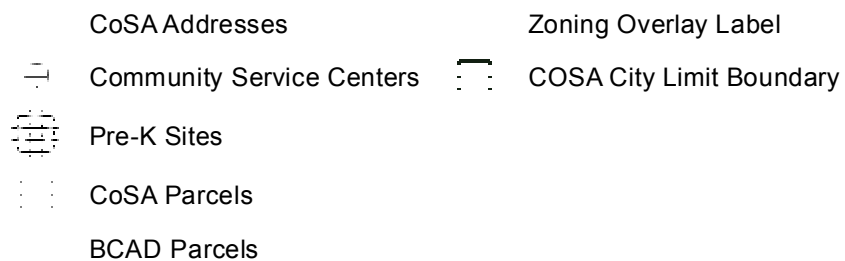 CoSA Addresses
Community Service Centers
Pre-K Sites
CoSA Parcels
BCAD Parcels
Zoning Overlay Label
COSA City Limit Boundary